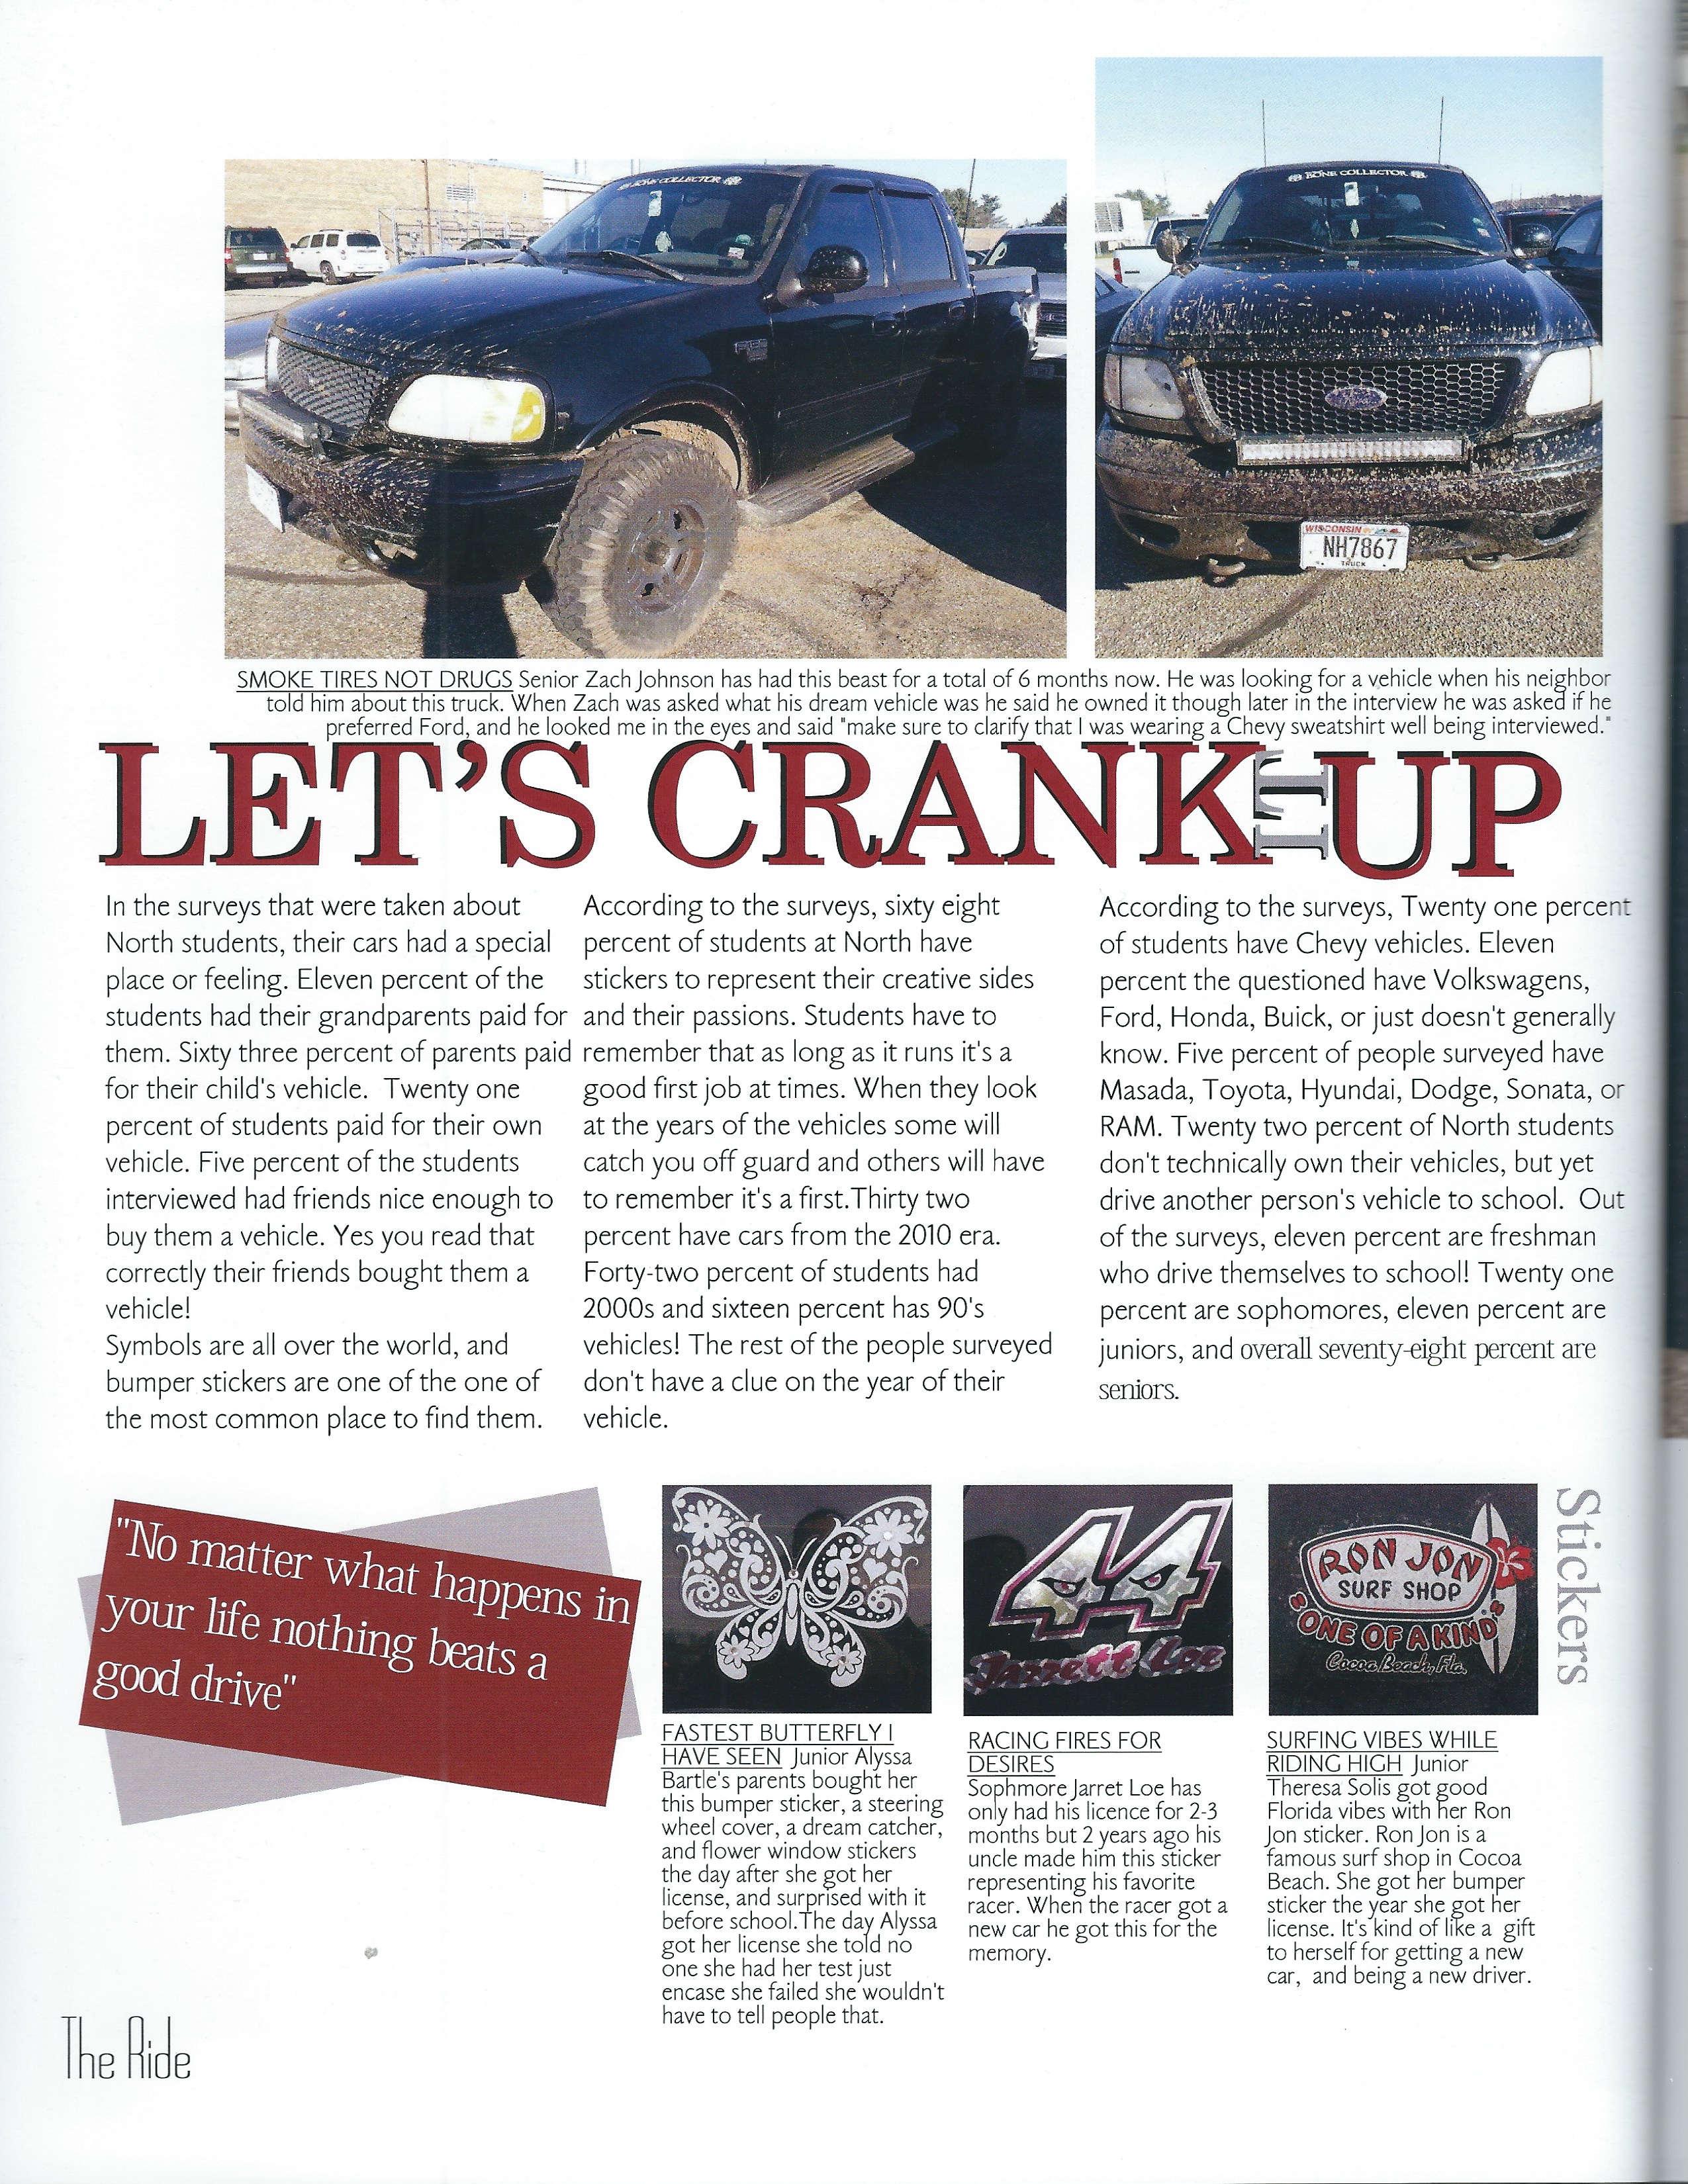 BONE COLLECTOR
BONE COLLECTOR
Ford
WISCONSIN
NH7867
TRUCK
SMOKE TIRES NOT DRUGS Senior Zach Johnson has had this beast for a total of 6 months now. He was looking for a vehicle when his neighbor
told him about this truck. When Zach was asked what his dream vehicle was he said he owned it though later in the interview he was asked if he
preferred Ford, and he looked me in the eyes and said "make sure to clarify that I was wearing a Chevy sweatshirt well being interviewed."
LET'S CRANK IT UP
In the surveys that were taken about
North students, their cars had a special
place or feeling. Eleven percent of the
students had their grandparents paid for
them. Sixty three percent of parents paid
for their child's vehicle.  Twenty one
percent of students paid for their own
vehicle. Five percent of the students
interviewed had friends nice enough to
buy them a vehicle. Yes you read that
correctly their friends bought them a
vehicle!
Symbols are all over the world, and
bumper stickers are one of the one of
the most common place to find them.
According to the surveys, sixty eight
percent of students at North have
stickers to represent their creative sides
and their passions. Students have to
remember that as long as it runs it's a
good first job at times. When they look
at the years of the vehicles some will
catch you off guard and others will have
to remember it's a first.Thirty two
percent have cars from the 2010 era.
Forty-two percent of students had
2000s and sixteen percent has 90's
vehicles! The rest of the people surveyed
don't have a clue on the year of their
vehicle.
According to the surveys, Twenty one percent
of students have Chevy vehicles. Eleven
percent the questioned have Volkswagens,
Ford, Honda, Buick, or just doesn't generally
know. Five percent of people surveyed have
Masada, Toyota, Hyundai, Dodge, Sonata, or
RAM. Twenty two percent of North students
don't technically own their vehicles, but yet
drive another person's vehicle to school.  Out
of the surveys, eleven percent are freshman
who drive themselves to school! Twenty one
percent are sophomores, eleven percent are
juniors, and overall seventy-eight percent are
seniors.
"No matter what happens in
your life nothing beats a
good drive"
44
Jarrett Loe
RON JON
SURF SHOP
"ONE OF A KIND"
Cocoa Beach, Fla.
Stickers
FASTEST BUTTERFLY I
HAVE SEEN Junior Alyssa
Bartle's parents bought her
this bumper sticker, a steering
wheel cover, a dream catcher,
and flower window stickers
the day after she got her
license, and surprised with it
before school.The day Alyssa
got her license she told no
one she had her test just
encase she failed she wouldn't
have to tell people that.
RACING FIRES FOR
DESIRES
Sophmore Jarret Loe has
only had his licence for 2-3
months but 2 years ago his
uncle made him this sticker
representing his favorite
racer. When the racer got a
new car he got this for the
memory.
SURFING VIBES WHILE
RIDING HIGH Junior
Theresa Solis got good
Florida vibes with her Ron
Jon sticker. Ron Jon is a
famous surf shop in Cocoa
Beach. She got her bumper
sticker the year she got her
license. It's kind of like a  gift
to herself for getting a new
car,  and being a new driver.
The Ride